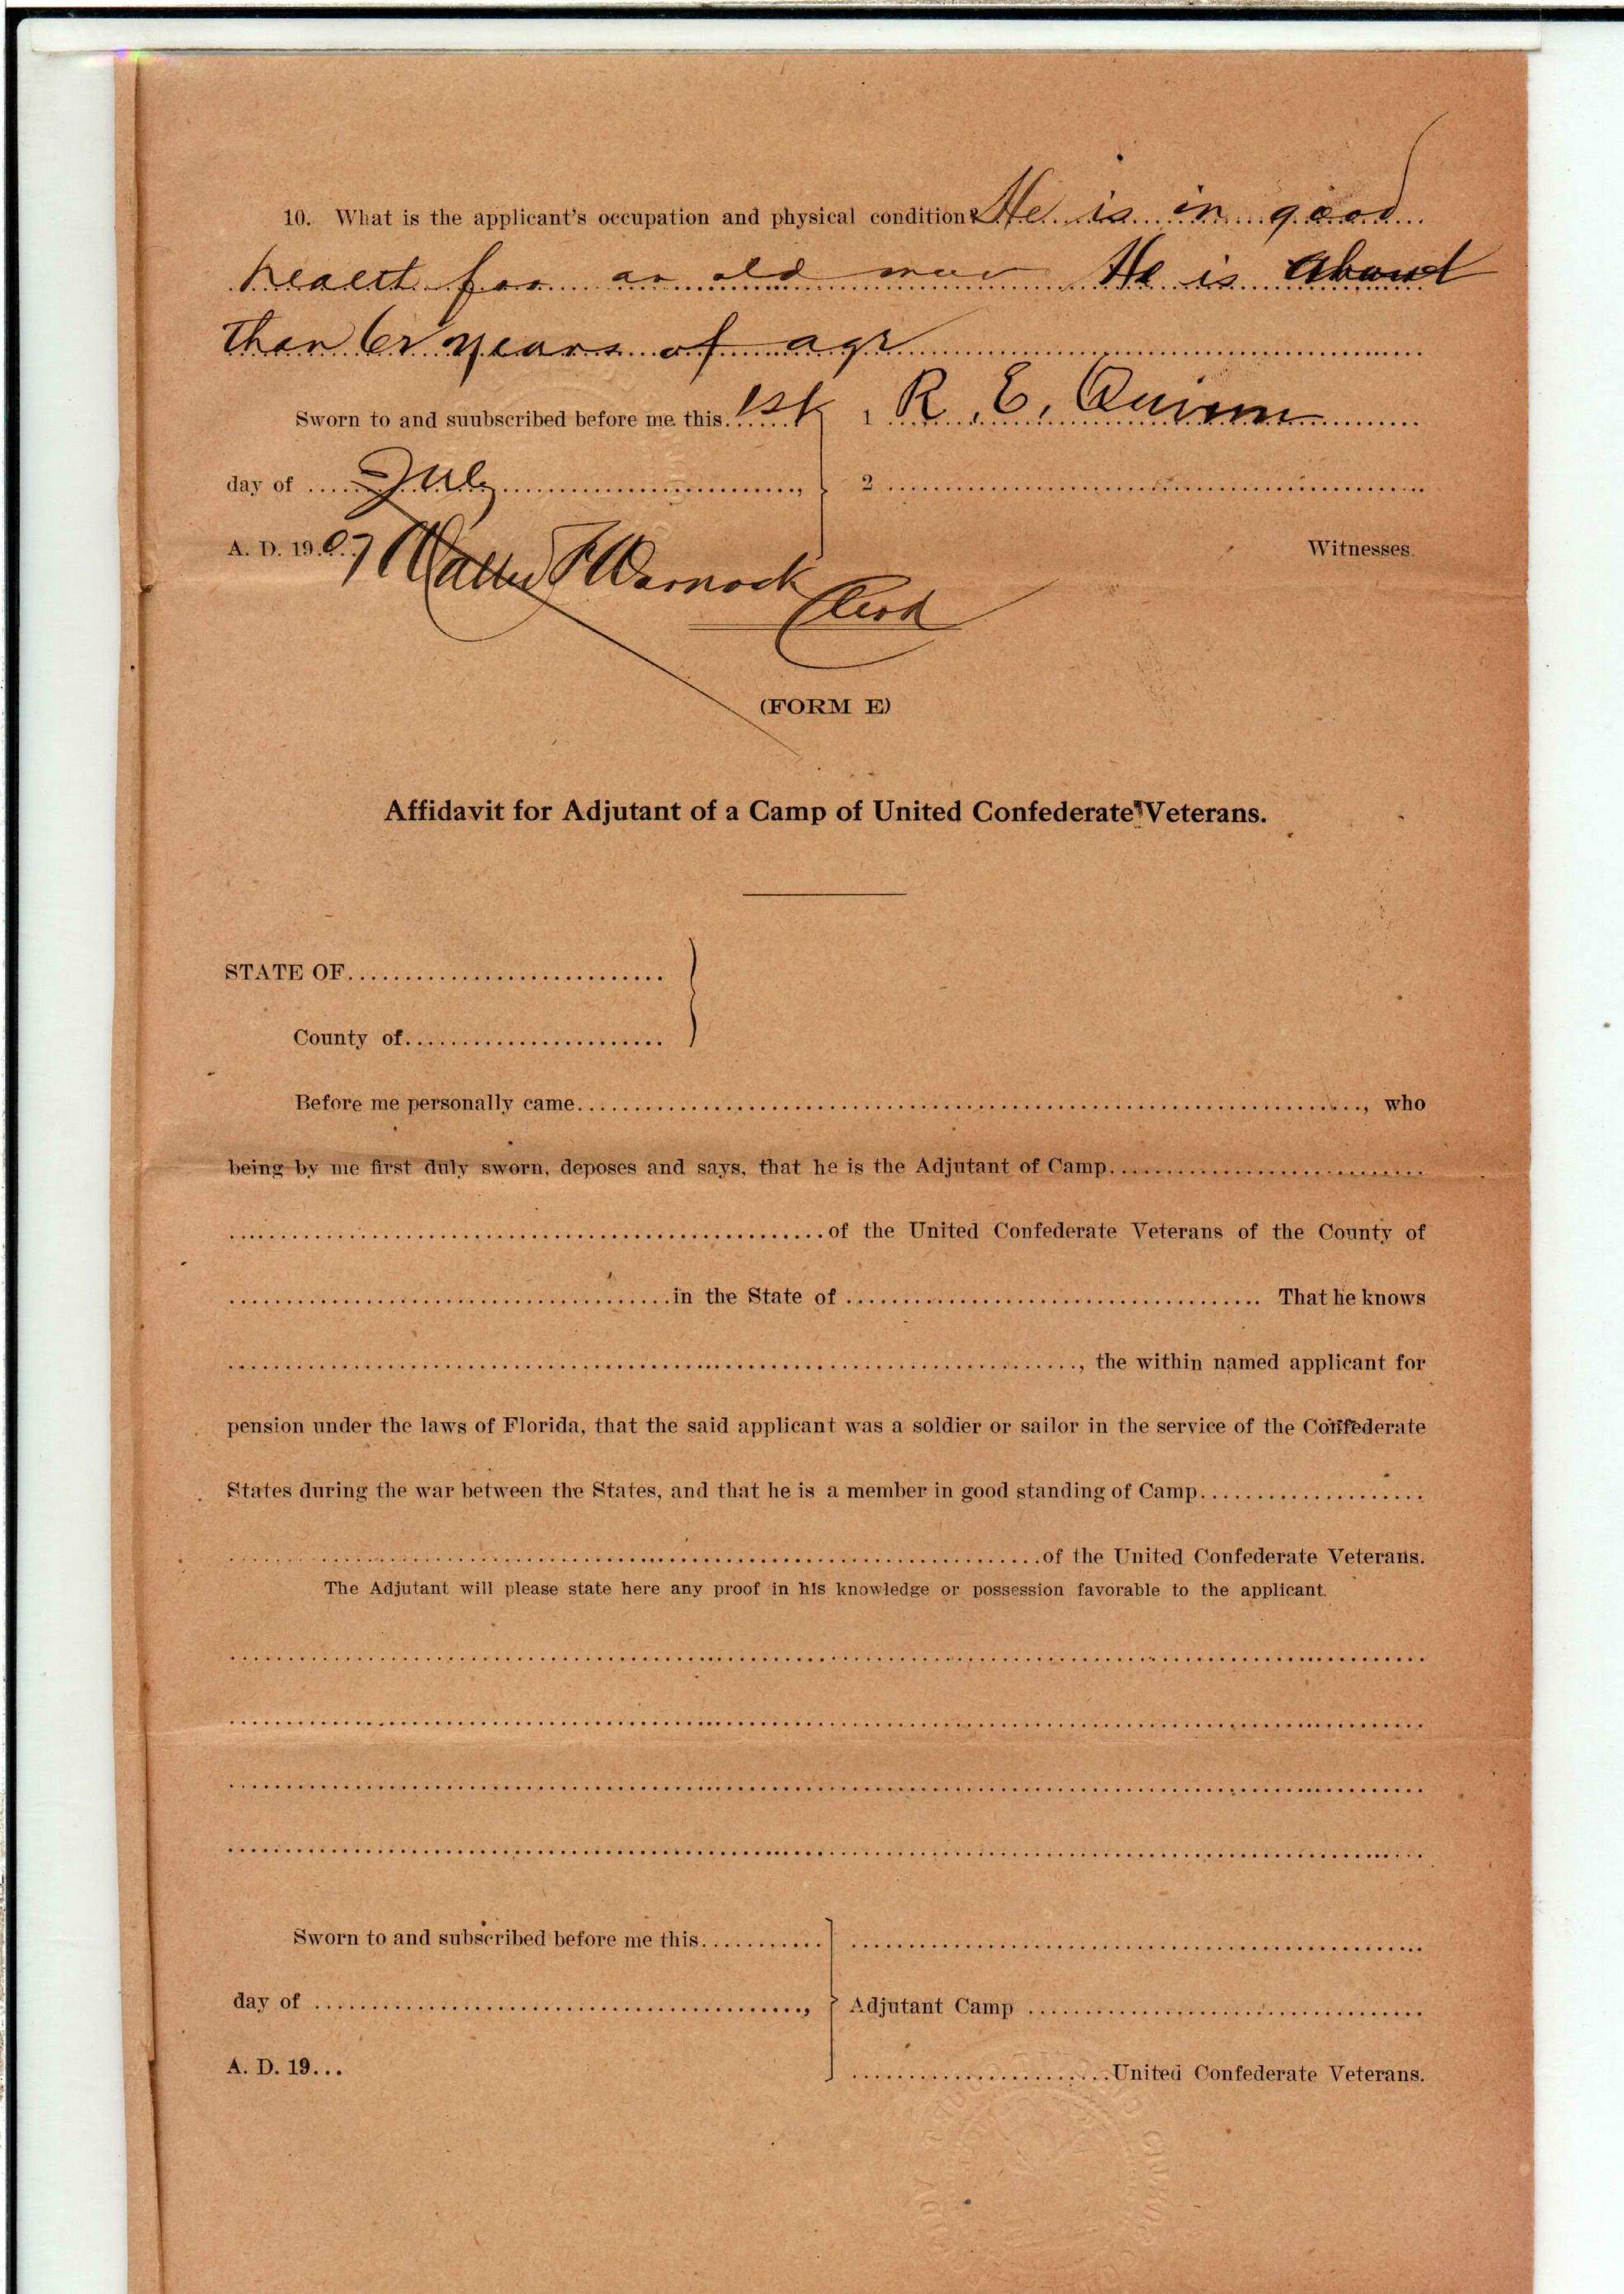 10. What is the applicant's occupation and physical condition? He is in good
health for an old man He is about
than 60 years of age
Sworn to and suubscribed before me this 1st 1 R. E. Quinn
day of July, 2
A. D. 1907 Witnesses.
Walter Warnock
Clerk
(FORM E)
Affidavit for Adjutant of a Camp of United Confederate Veterans.
STATE OF
County of
Before me personally came, who
being by me first duly sworn, deposes and says, that he is the Adjutant of Camp
of the United Confederate Veterans of the County of
in the State of That he knows
, the within named applicant for
pension under the laws of Florida, that the said applicant was a soldier or sailor in the service of the Confederate
States during the war between the States, and that he is a member in good standing of Camp
of the United Confederate Veterans.
The Adjutant will please state here any proof in his knowledge or possession favorable to the applicant.
Sworn to and subscribed before me this
day of, Adjutant Camp
A. D. 19... United Confederate Veterans.